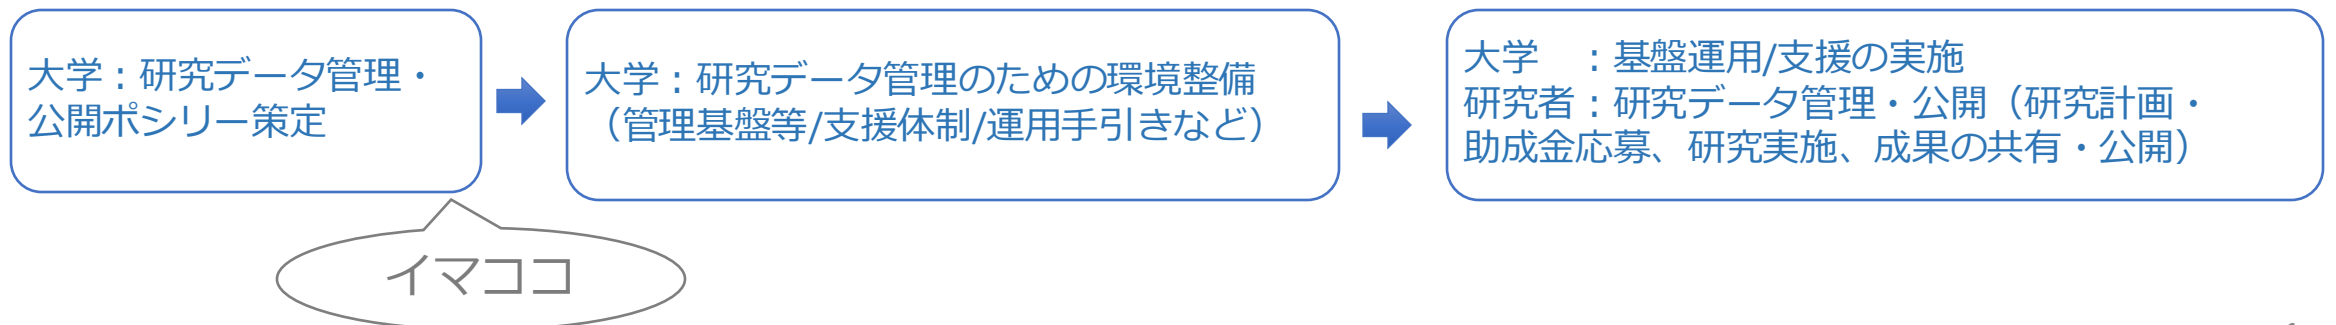 大学：研究データ管理・
公開ポシリー策定
大学：研究データ管理のための環境整備
（管理基盤等/支援体制/運用手引きなど）
大学　：基盤運用/支援の実施
研究者：研究データ管理・公開（研究計画・
助成金応募、研究実施、成果の共有・公開）
イマココ